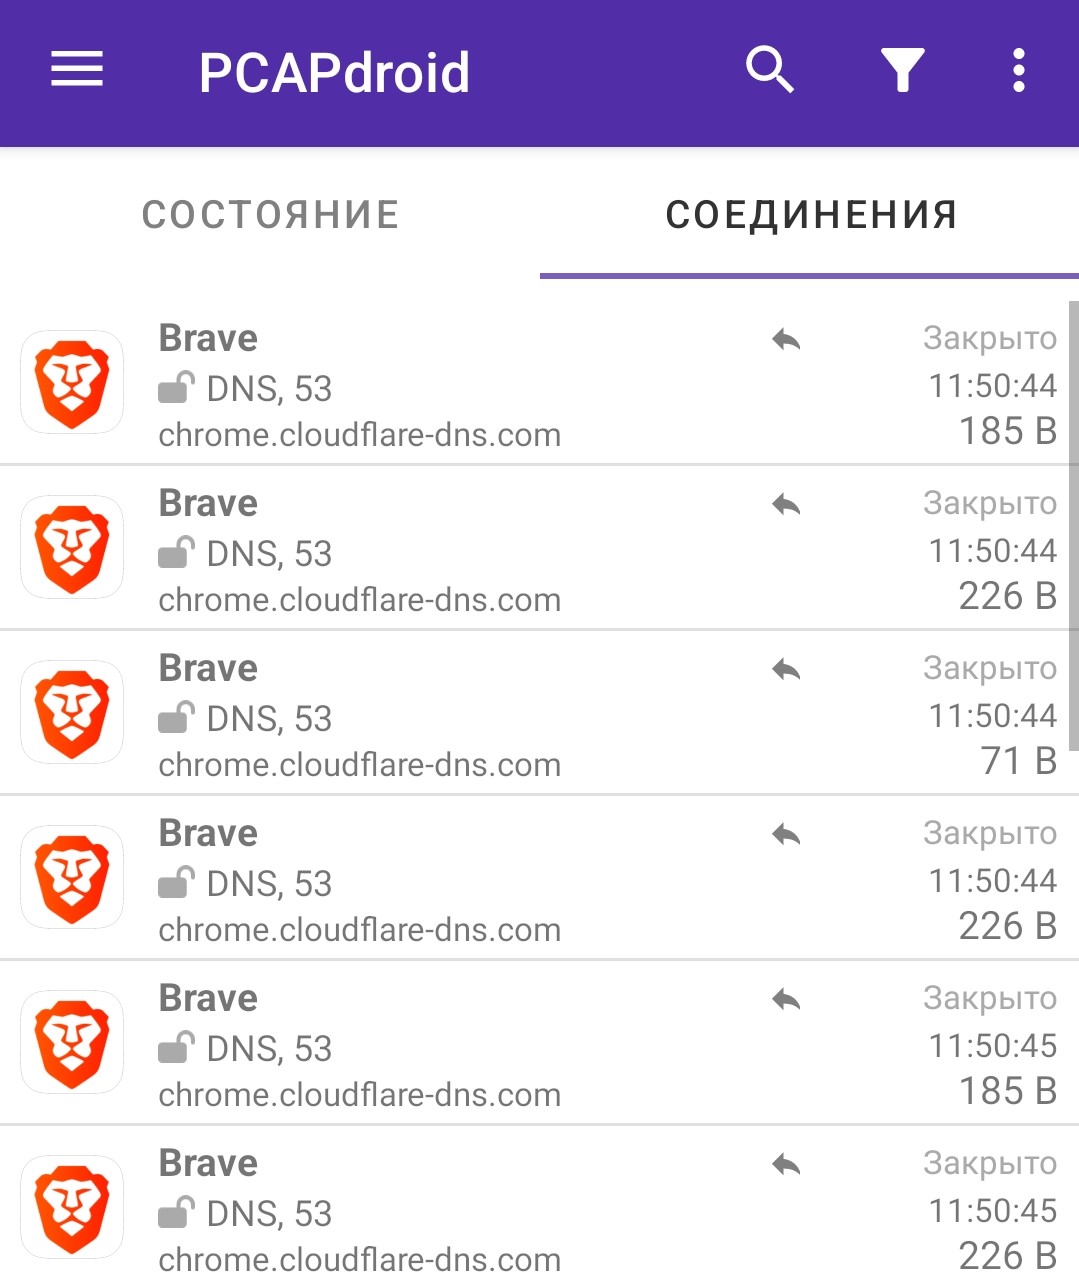 PCAPdroid
СОСТОЯНИЕ СОЕДИНЕНИЯ
Brave Закрыто
DNS, 53 11:50:44
chrome.cloudflare-dns.com 185 B
Brave Закрыто
DNS, 53 11:50:44
chrome.cloudflare-dns.com 226 B
Brave Закрыто
DNS, 53 11:50:44
chrome.cloudflare-dns.com 71 B
Brave Закрыто
DNS, 53 11:50:44
chrome.cloudflare-dns.com 226 B
Brave Закрыто
DNS, 53 11:50:45
chrome.cloudflare-dns.com 185 B
Brave Закрыто
DNS, 53 11:50:45
chrome.cloudflare-dns.com 226 B